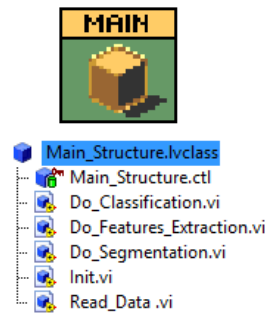 MAIN
Main_Structure.lvclass
Main_Structure.ctl
Do_Classification.vi
Do_Features_Extraction.vi
Do_Segmentation.vi
Init.vi
Read_Data .vi